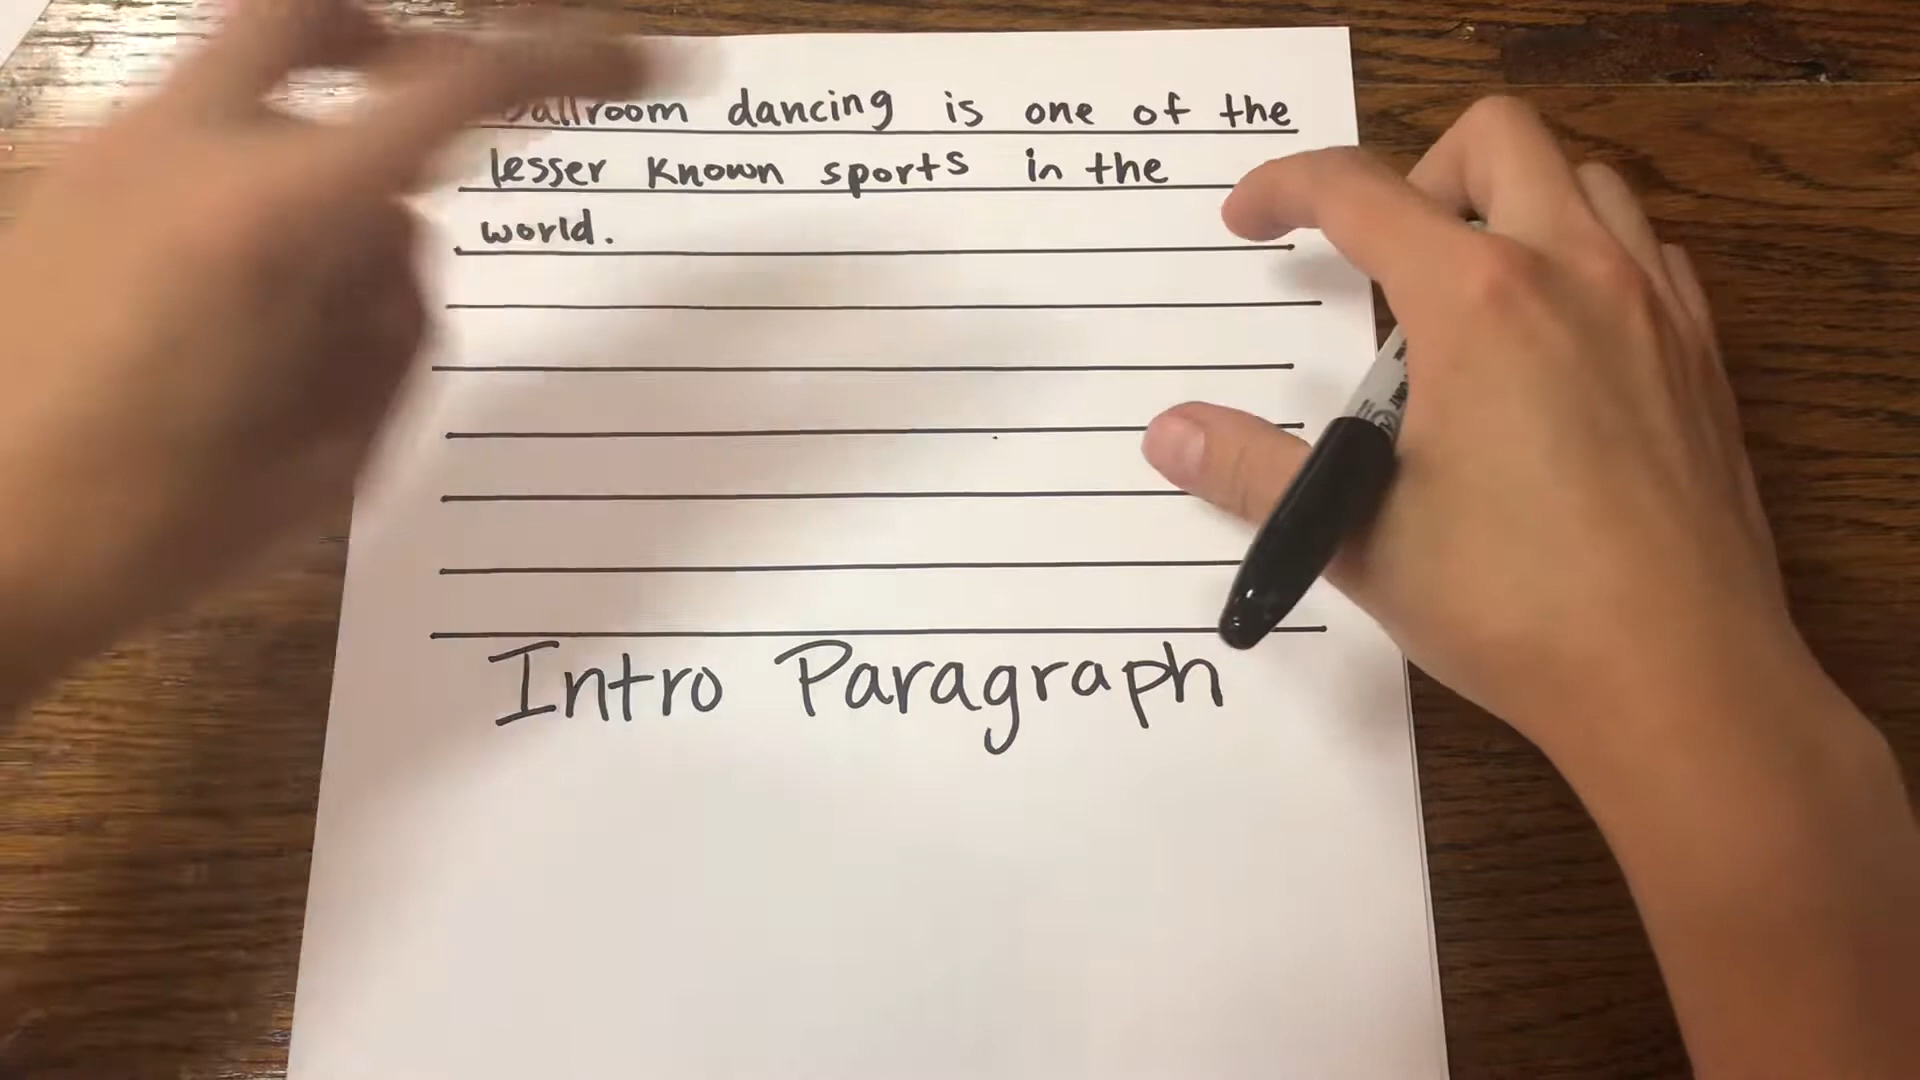 ballroom dancing is one of the
lesser known sports in the
world.
Intro Paragraph